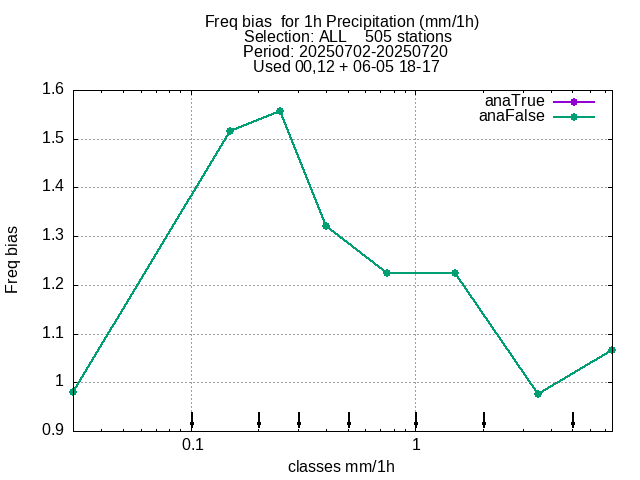 Freq bias  for 1h Precipitation (mm/1h)
Selection: ALL    505 stations
Period: 20250702-20250720
Used 00,12 + 06-05 18-17
anaTrue
anaFalse
1.6
1.5
1.4
1.3
1.2
1.1
1
0.9
Freq bias
0.1
1
classes mm/1h